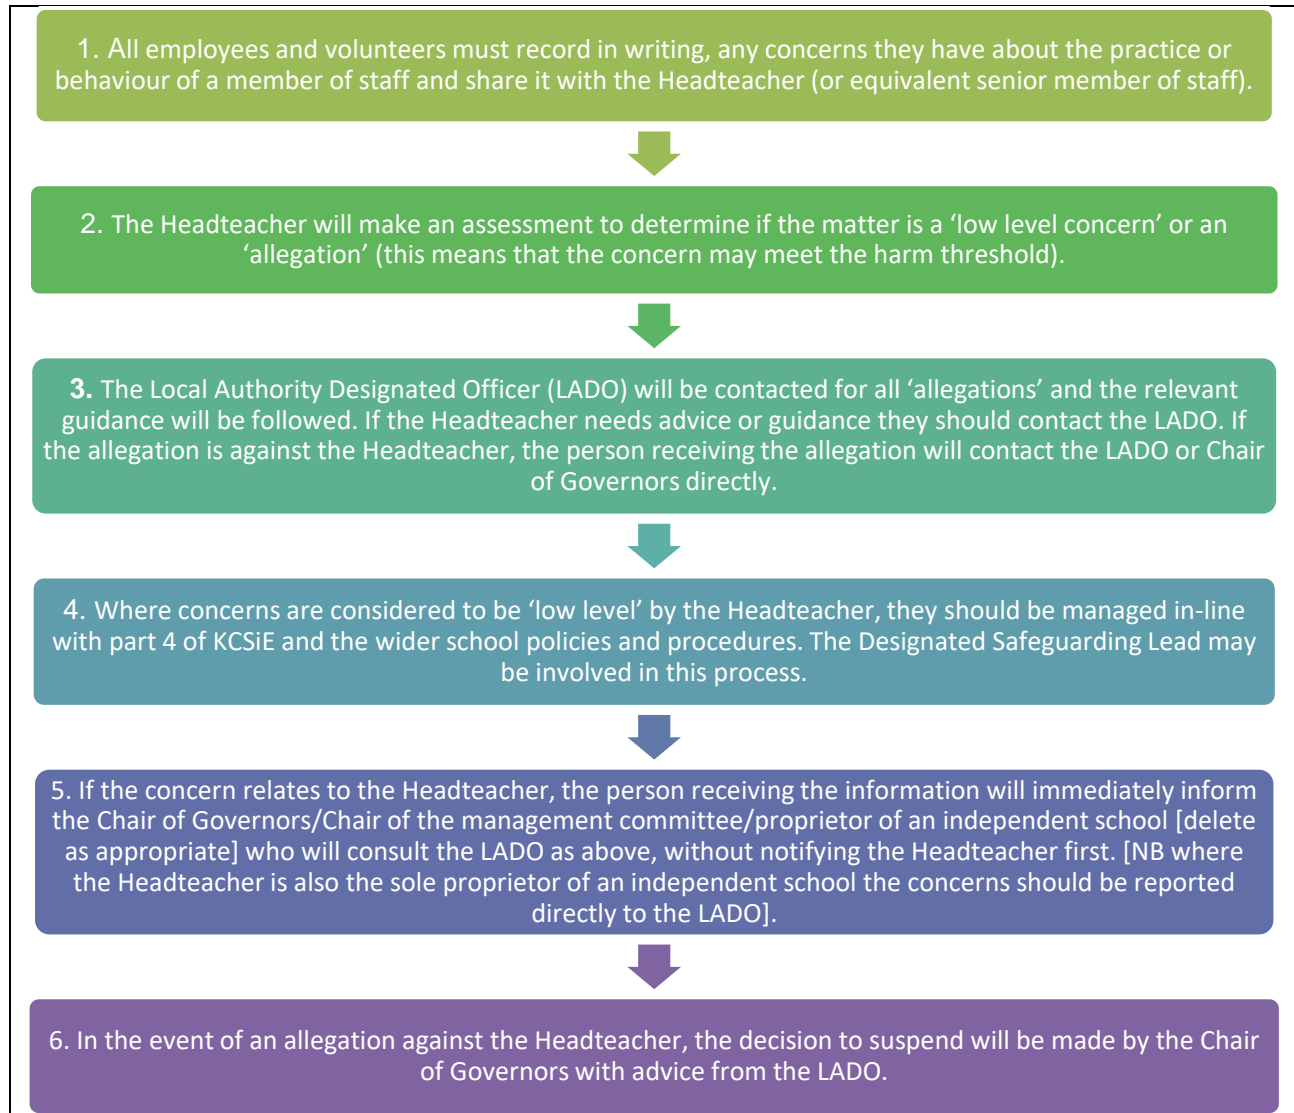 1. All employees and volunteers must record in writing, any concerns they have about the practice or
behaviour of a member of staff and share it with the Headteacher (or equivalent senior member of staff).
2. The Headteacher will make an assessment to determine if the matter is a ‘low level concern’ or an
‘allegation’ (this means that the concern may meet the harm threshold).
3. The Local Authority Designated Officer (LADO) will be contacted for all ‘allegations’ and the relevant
guidance will be followed. If the Headteacher needs advice or guidance they should contact the LADO. If
the allegation is against the Headteacher, the person receiving the allegation will contact the LADO or Chair
of Governors directly.
4. Where concerns are considered to be ‘low level’ by the Headteacher, they should be managed in-line
with part 4 of KCSiE and the wider school policies and procedures. The Designated Safeguarding Lead may
be involved in this process.
5. If the concern relates to the Headteacher, the person receiving the information will immediately inform
the Chair of Governors/Chair of the management committee/proprietor of an independent school [delete
as appropriate] who will consult the LADO as above, without notifying the Headteacher first. [NB where
the Headteacher is also the sole proprietor of an independent school the concerns should be reported
directly to the LADO].
6. In the event of an allegation against the Headteacher, the decision to suspend will be made by the Chair
of Governors with advice from the LADO.